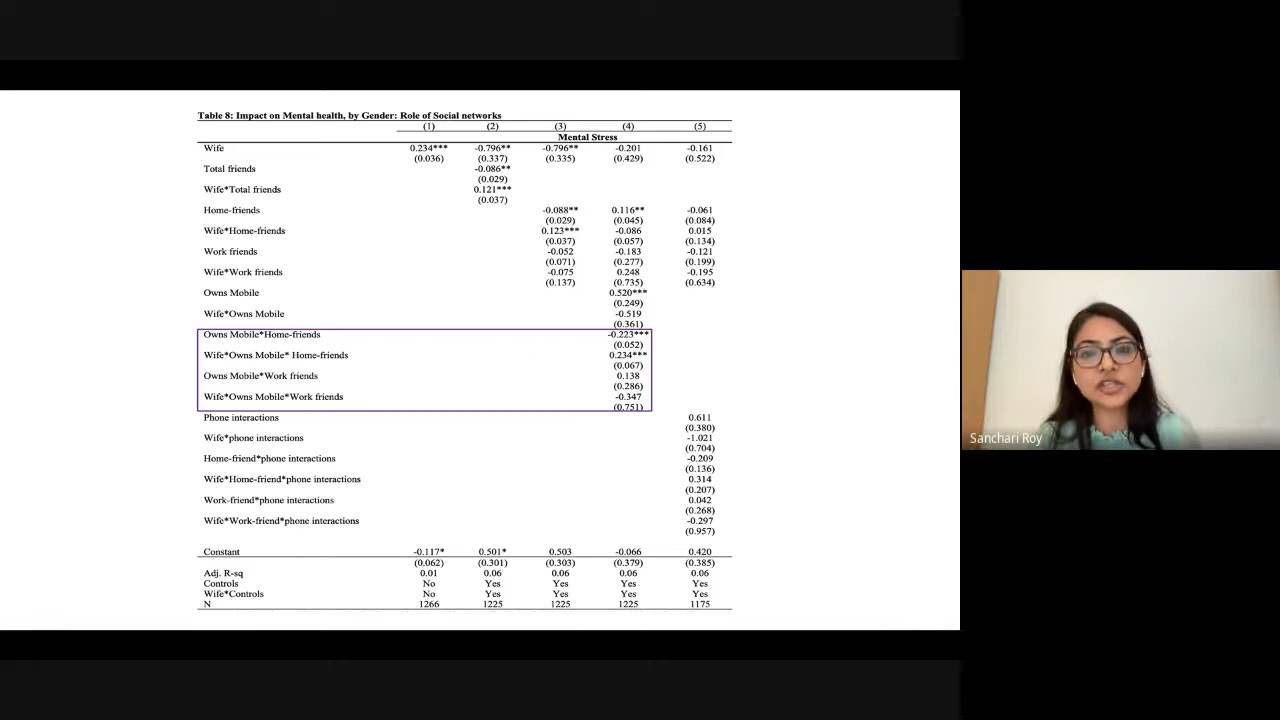 Table 8: Impact on Mental health, by Gender: Role of Social networks
(1) (2) (3) (4) (5)
Mental Stress
Wife 0.234*** -0.796** -0.796** -0.201 -0.161
(0.036) (0.337) (0.335) (0.429) (0.522)
Total friends -0.086**
(0.029)
Wife*Total friends 0.121***
(0.037)
Home-friends -0.088** 0.116** -0.061
(0.029) (0.045) (0.084)
Wife*Home-friends 0.123*** -0.086 0.015
(0.037) (0.057) (0.134)
Work friends -0.052 -0.183 -0.121
(0.071) (0.277) (0.199)
Wife*Work friends -0.075 0.248 -0.195
(0.137) (0.735) (0.634)
Owns Mobile 0.520***
(0.249)
Wife*Owns Mobile -0.519
(0.361)
Owns Mobile*Home-friends -0.223***
(0.052)
Wife*Owns Mobile* Home-friends 0.234***
(0.067)
Owns Mobile*Work friends 0.138
(0.286)
Wife*Owns Mobile*Work friends -0.347
(0.751)
Phone interactions 0.611
(0.380)
Wife*phone interactions -1.021
(0.704)
Home-friend*phone interactions -0.209
(0.136)
Wife*Home-friend*phone interactions 0.314
(0.207)
Work-friend*phone interactions 0.042
(0.268)
Wife*Work-friend*phone interactions -0.297
(0.957)
Constant -0.117* 0.501* 0.503 -0.066 0.420
(0.062) (0.301) (0.303) (0.379) (0.385)
Adj. R-sq 0.01 0.06 0.06 0.06 0.06
Controls No Yes Yes Yes Yes
Wife*Controls No Yes Yes Yes Yes
N 1266 1225 1225 1225 1175
Sanchari Roy